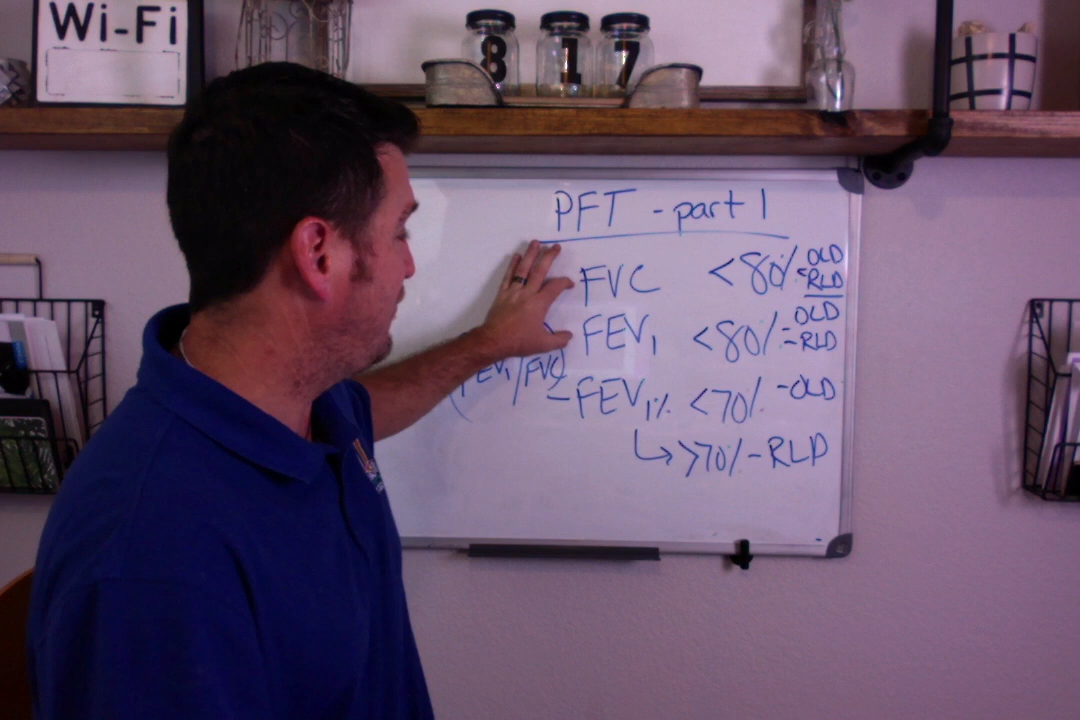 Wi-Fi
8 1 7
PFT - part 1
FVC <80% OLD
RLD
FEV1 <80% - OLD
- RLD
(FEV1/FVC) = FEV1% <70% - OLD
↳ >70% - RLD